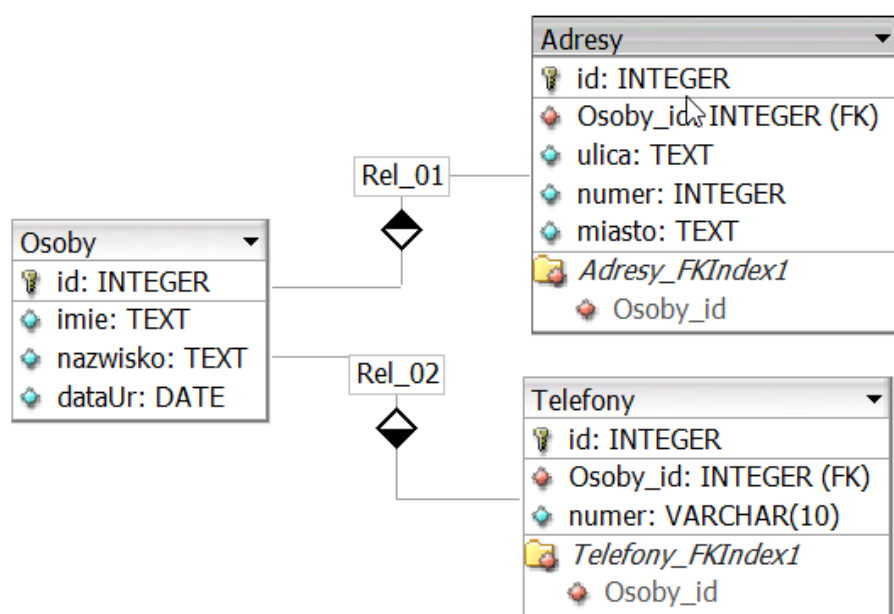 Osoby
id: INTEGER
imie: TEXT
nazwisko: TEXT
dataUr: DATE
Rel_01
Rel_02
Adresy
id: INTEGER
Osoby_id: INTEGER (FK)
ulica: TEXT
numer: INTEGER
miasto: TEXT
Adresy_FKIndex1
Osoby_id
Telefony
id: INTEGER
Osoby_id: INTEGER (FK)
numer: VARCHAR(10)
Telefony_FKIndex1
Osoby_id